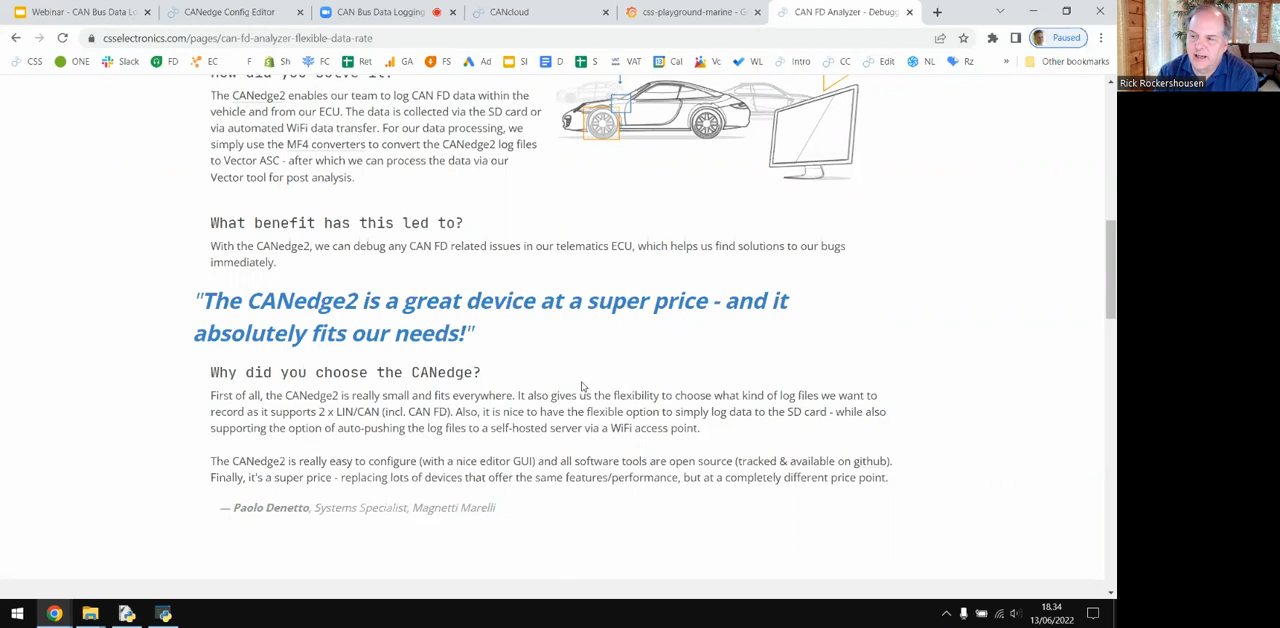 Webinar - CAN Bus Data Lo
CANedge Config Editor
CAN Bus Data Logging
CANcloud
css-playground-marine - G
CAN FD Analyzer - Debugg
csselectronics.com/pages/can-fd-analyzer-flexible-data-rate
Paused
CSS
ONE
Slack
FD
EC
F
Sh
FC
Ret
GA
FS
Ad
SI
D
S
VAT
Cal
Vc
WL
Intro
CC
Edit
NL
Rz
»
Other bookmarks
Rick Rockershousen
How did you solve it?
The CANedge2 enables our team to log CAN FD data within the
vehicle and from our ECU. The data is collected via the SD card or
via automated WiFi data transfer. For our data processing, we
simply use the MF4 converters to convert the CANedge2 log files
to Vector ASC - after which we can process the data via our
Vector tool for post analysis.
What benefit has this led to?
With the CANedge2, we can debug any CAN FD related issues in our telematics ECU, which helps us find solutions to our bugs
immediately.
"The CANedge2 is a great device at a super price - and it
absolutely fits our needs!"
Why did you choose the CANedge?
First of all, the CANedge2 is really small and fits everywhere. It also gives us the flexibility to choose what kind of log files we want to
record as it supports 2 x LIN/CAN (incl. CAN FD). Also, it is nice to have the flexible option to simply log data to the SD card - while also
supporting the option of auto-pushing the log files to a self-hosted server via a WiFi access point.
The CANedge2 is really easy to configure (with a nice editor GUI) and all software tools are open source (tracked & available on github).
Finally, it's a super price - replacing lots of devices that offer the same features/performance, but at a completely different price point.
— Paolo Denetto, Systems Specialist, Magnetti Marelli
18.34
13/06/2022